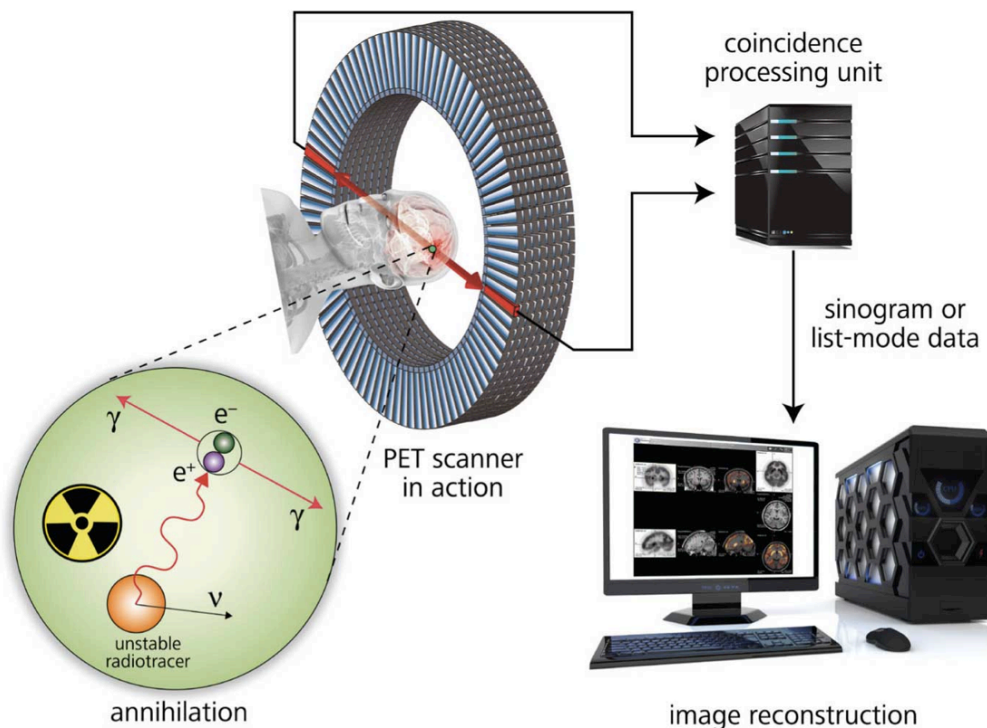 coincidence
processing unit
sinogram or
list-mode data
PET scanner
in action
γ
e⁻
e⁺
γ
ν
unstable
radiotracer
annihilation
image reconstruction